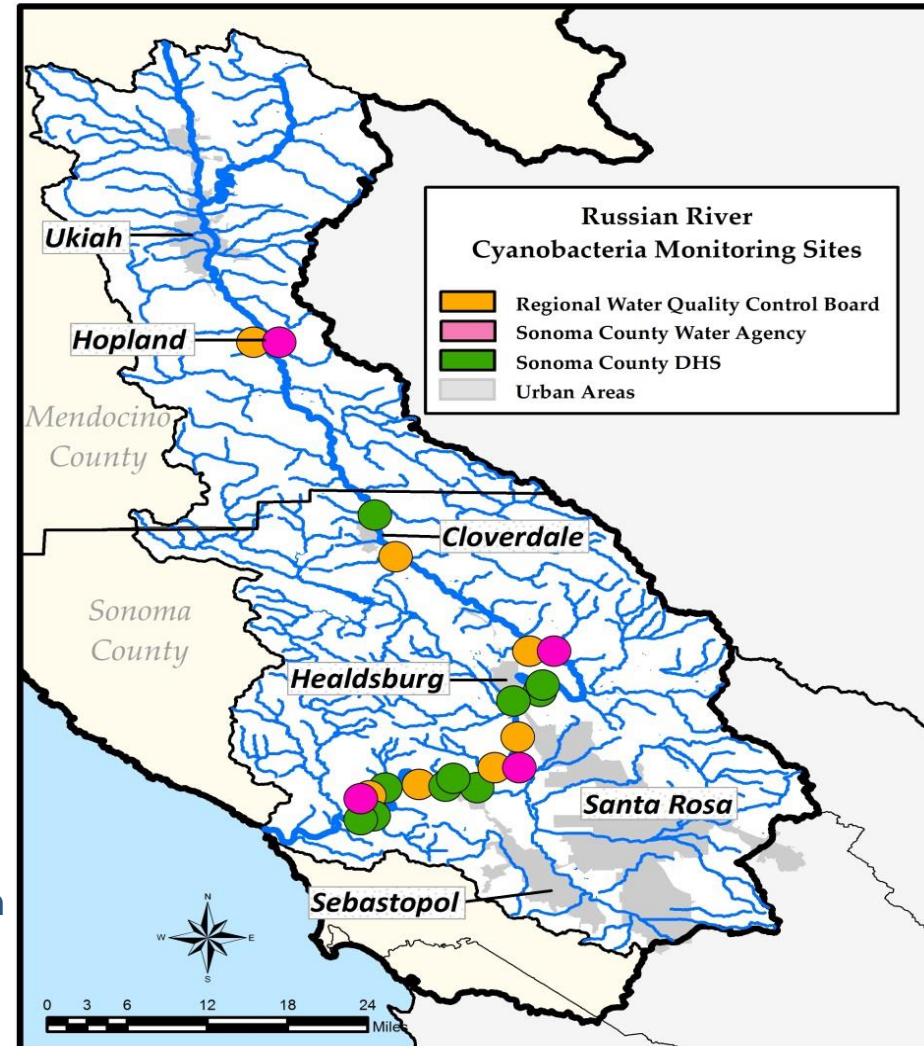 Russian River
Cyanobacteria Monitoring Sites
Regional Water Quality Control Board
Sonoma County Water Agency
Sonoma County DHS
Urban Areas
Ukiah
Hopland
Mendocino
County
Cloverdale
Sonoma
County
Healdsburg
Santa Rosa
Sebastopol
n
N
W E
S
0 3 6 12 18 24
Miles